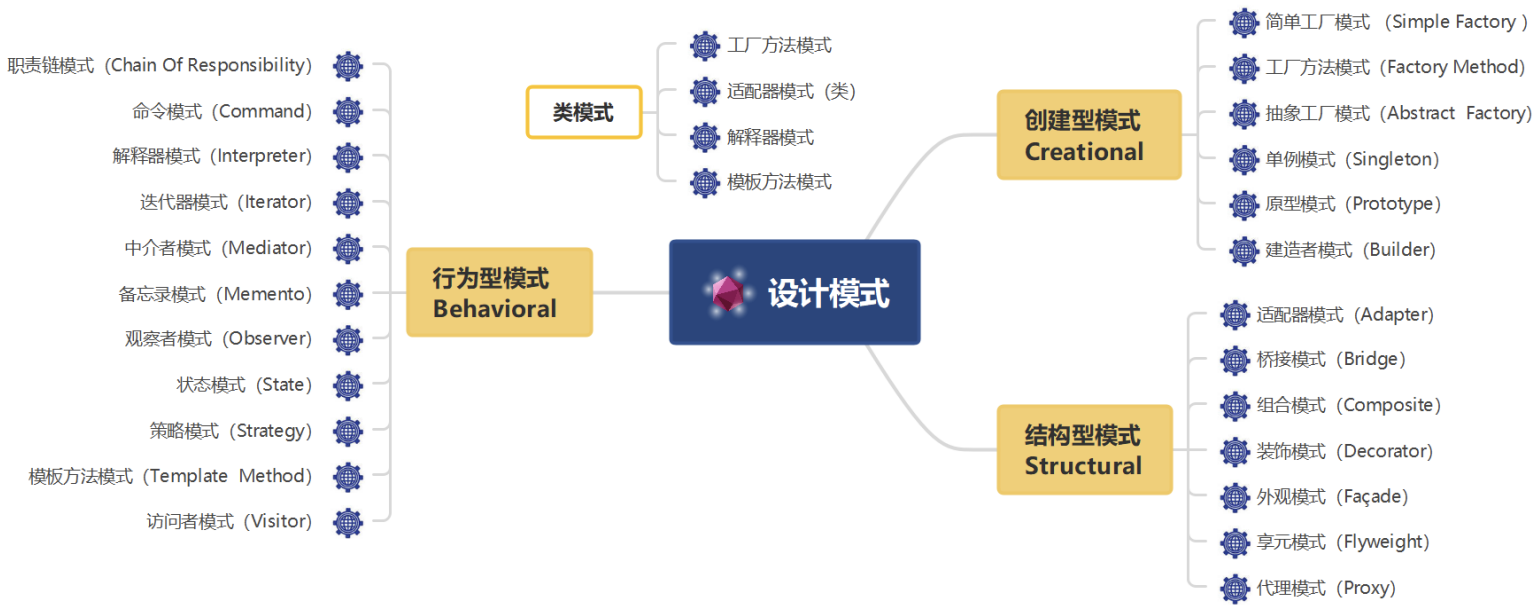 设计模式
创建型模式
Creational
简单工厂模式 （Simple Factory ）
工厂方法模式（Factory Method）
抽象工厂模式（Abstract Factory）
单例模式（Singleton）
原型模式（Prototype）
建造者模式（Builder）
结构型模式
Structural
适配器模式（Adapter）
桥接模式（Bridge）
组合模式（Composite）
装饰模式（Decorator）
外观模式（Façade）
享元模式（Flyweight）
代理模式（Proxy）
行为型模式
Behavioral
职责链模式（Chain Of Responsibility）
命令模式（Command）
解释器模式（Interpreter）
迭代器模式（Iterator）
中介者模式（Mediator）
备忘录模式（Memento）
观察者模式（Observer）
状态模式（State）
策略模式（Strategy）
模板方法模式（Template Method）
访问者模式（Visitor）
类模式
工厂方法模式
适配器模式（类）
解释器模式
模板方法模式